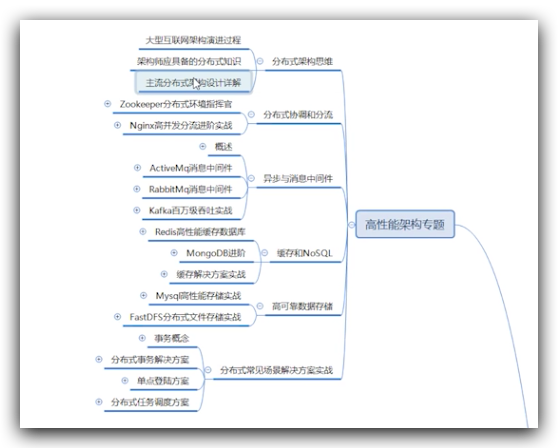 大型互联网架构演进过程
架构师应具备的分布式知识
主流分布式架构设计详解
分布式架构思维
Zookeeper分布式环境指挥官
Nginx高并发分流进阶实战
分布式协调和分流
概述
ActiveMq消息中间件
RabbitMq消息中间件
Kafka百万级吞吐实战
异步与消息中间件
高性能架构专题
Redis高性能缓存数据库
MongoDB进阶
缓存解决方案实战
缓存和NoSQL
Mysql高性能存储实战
FastDFS分布式文件存储实战
高可靠数据存储
事务概念
分布式事务解决方案
单点登陆方案
分布式任务调度方案
分布式常见场景解决方案实战